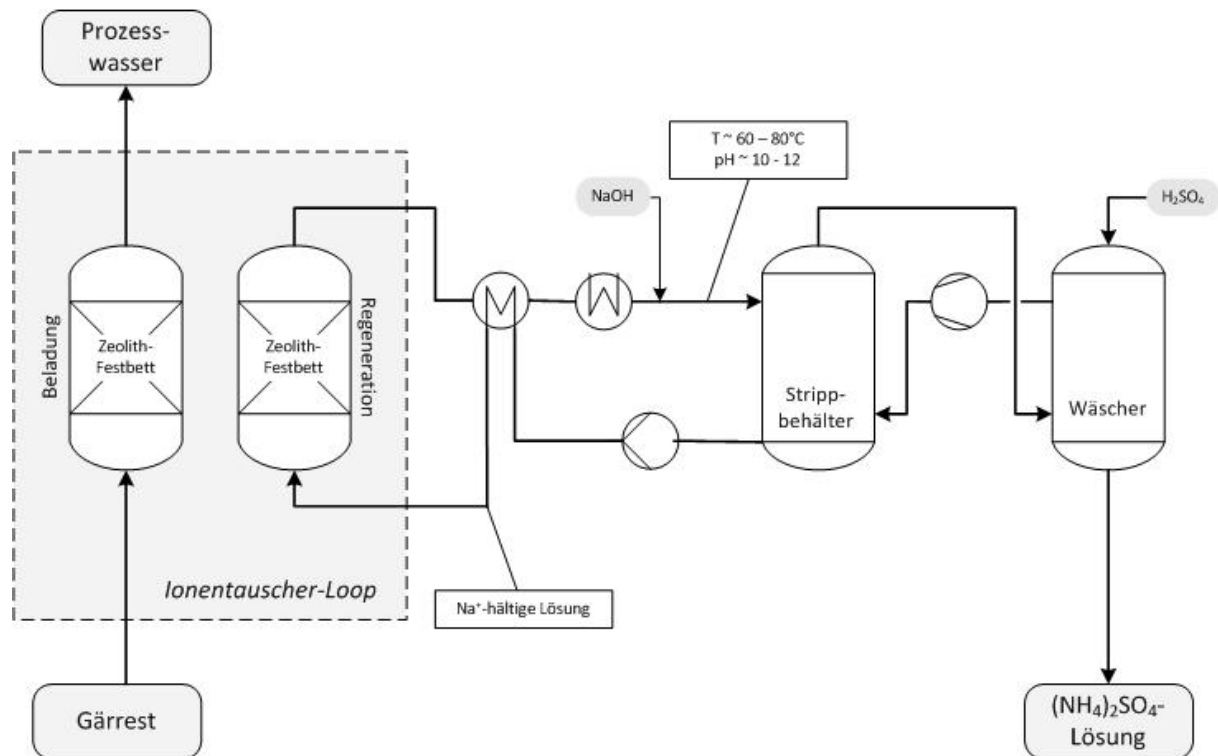 Prozess-
wasser
T ~ 60 – 80°C
pH ~ 10 - 12
NaOH
H₂SO₄
Beladung
Zeolith-
Festbett
Zeolith-
Festbett
Regeneration
Stripp-
behälter
Wäscher
Ionentauscher-Loop
Na⁺-hältige Lösung
Gärrest
(NH₄)₂SO₄-
Lösung